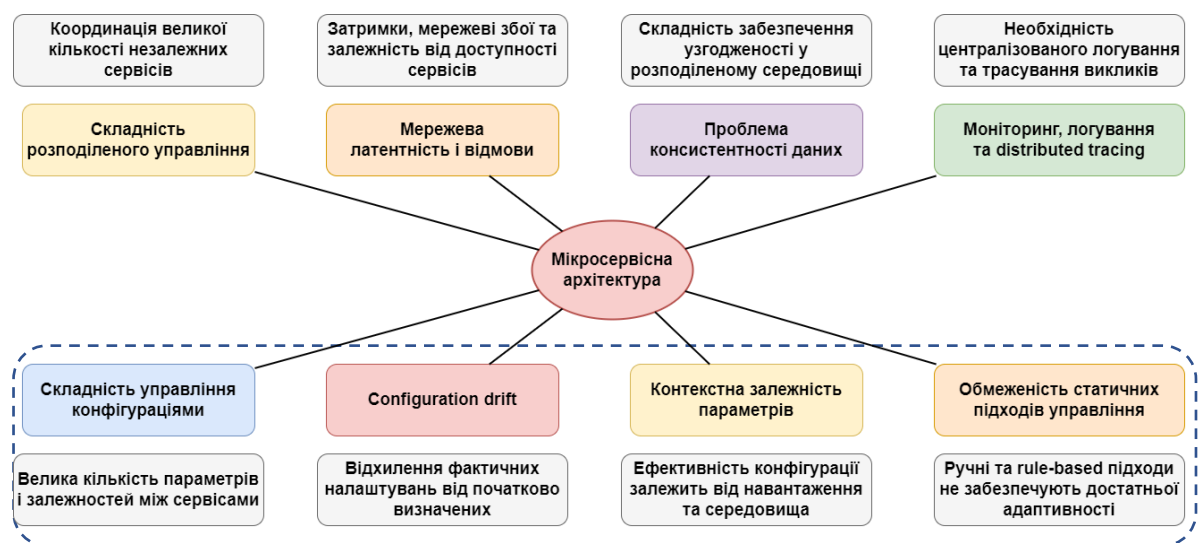 Координація великої
кількості незалежних
сервісів
Затримки, мережеві збої та
залежність від доступності
сервісів
Складність забезпечення
узгодженості у
розподіленому середовищі
Необхідність
централізованого логування
та трасування викликів
Складність
розподіленого управління
Мережева
латентність і відмови
Проблема
консистентності даних
Моніторинг, логування
та distributed tracing
Мікросервісна
архітектура
Складність управління
конфігураціями
Configuration drift
Контекстна залежність
параметрів
Обмеженість статичних
підходів управління
Велика кількість параметрів
і залежностей між сервісами
Відхилення фактичних
налаштувань від початково
визначених
Ефективність конфігурації
залежить від навантаження
та середовища
Ручні та rule-based підходи
не забезпечують достатньої
адаптивності